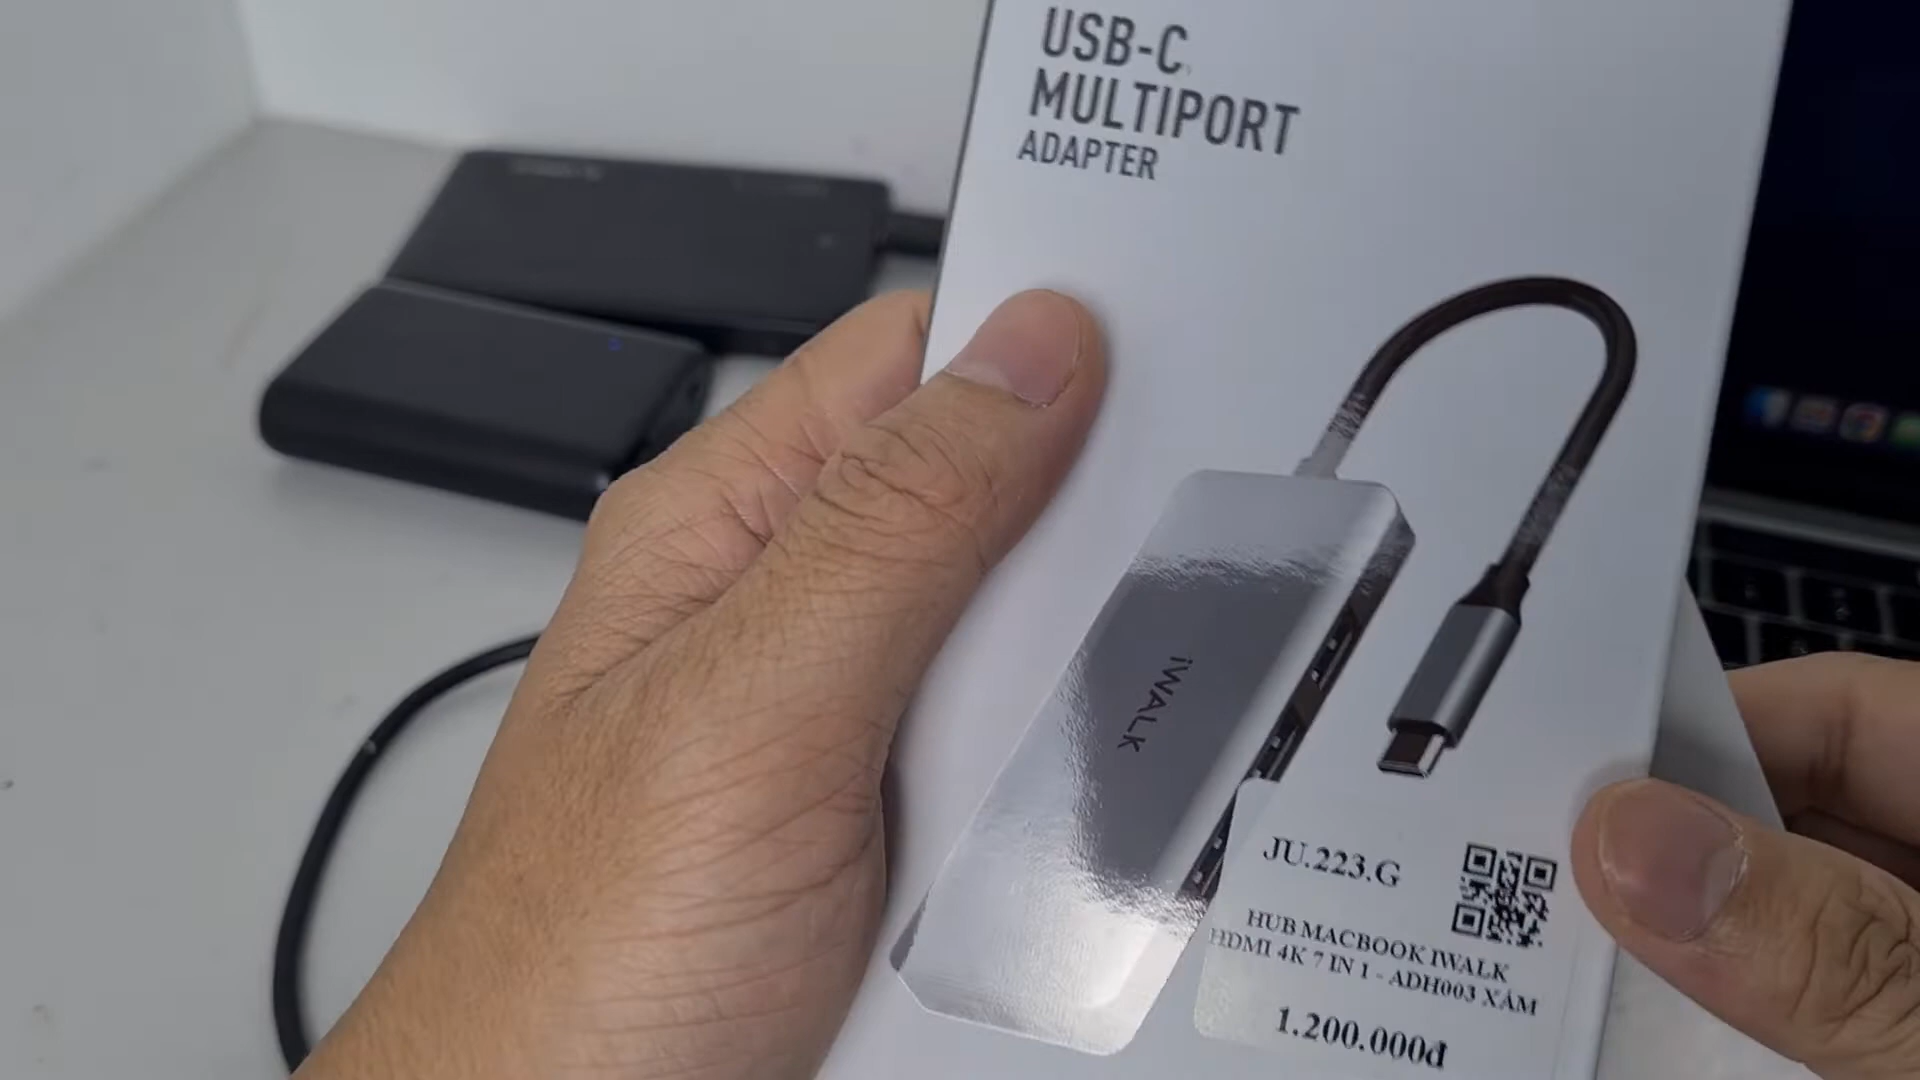 USB-C
MULTIPORT
ADAPTER
iWALK
JU.223.G
HUB MACBOOK IWALK
HDMI 4K 7 IN 1 - ADH003 XÁM
1.200.000đ